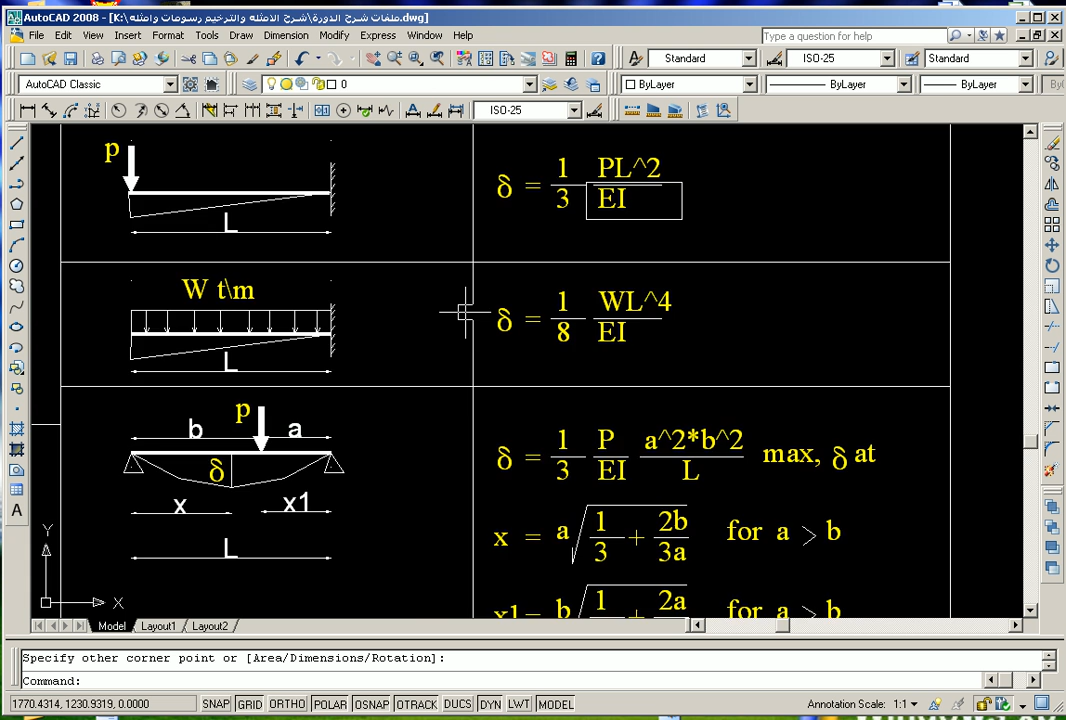 AutoCAD 2008 - [K:\ملفات شرح الدورة\شرح الامثله والترخيم رسومات وامثله.dwg]
File Edit View Insert Format Tools Draw Dimension Modify Express Window Help
Type a question for help
Standard ISO-25 Standard
AutoCAD Classic 0 ByLayer ByLayer ByLayer By
ISO-25
p
L
δ = 1 PL^2
3 EI
W t\m
L
δ = 1 WL^4
8 EI
p
b a
δ
x x1
L
δ = 1 P a^2*b^2 max, δ at
3 EI L
x = a √ 1 + 2b for a > b
3 3a
x1= b √ 1 + 2a for a > b
Y
X
Model Layout1 Layout2
Specify other corner point or [Area/Dimensions/Rotation]:
Command:
1770.4314, 1230.9319, 0.0000 SNAP GRID ORTHO POLAR OSNAP OTRACK DUCS DYN LWT MODEL Annotation Scale: 1:1